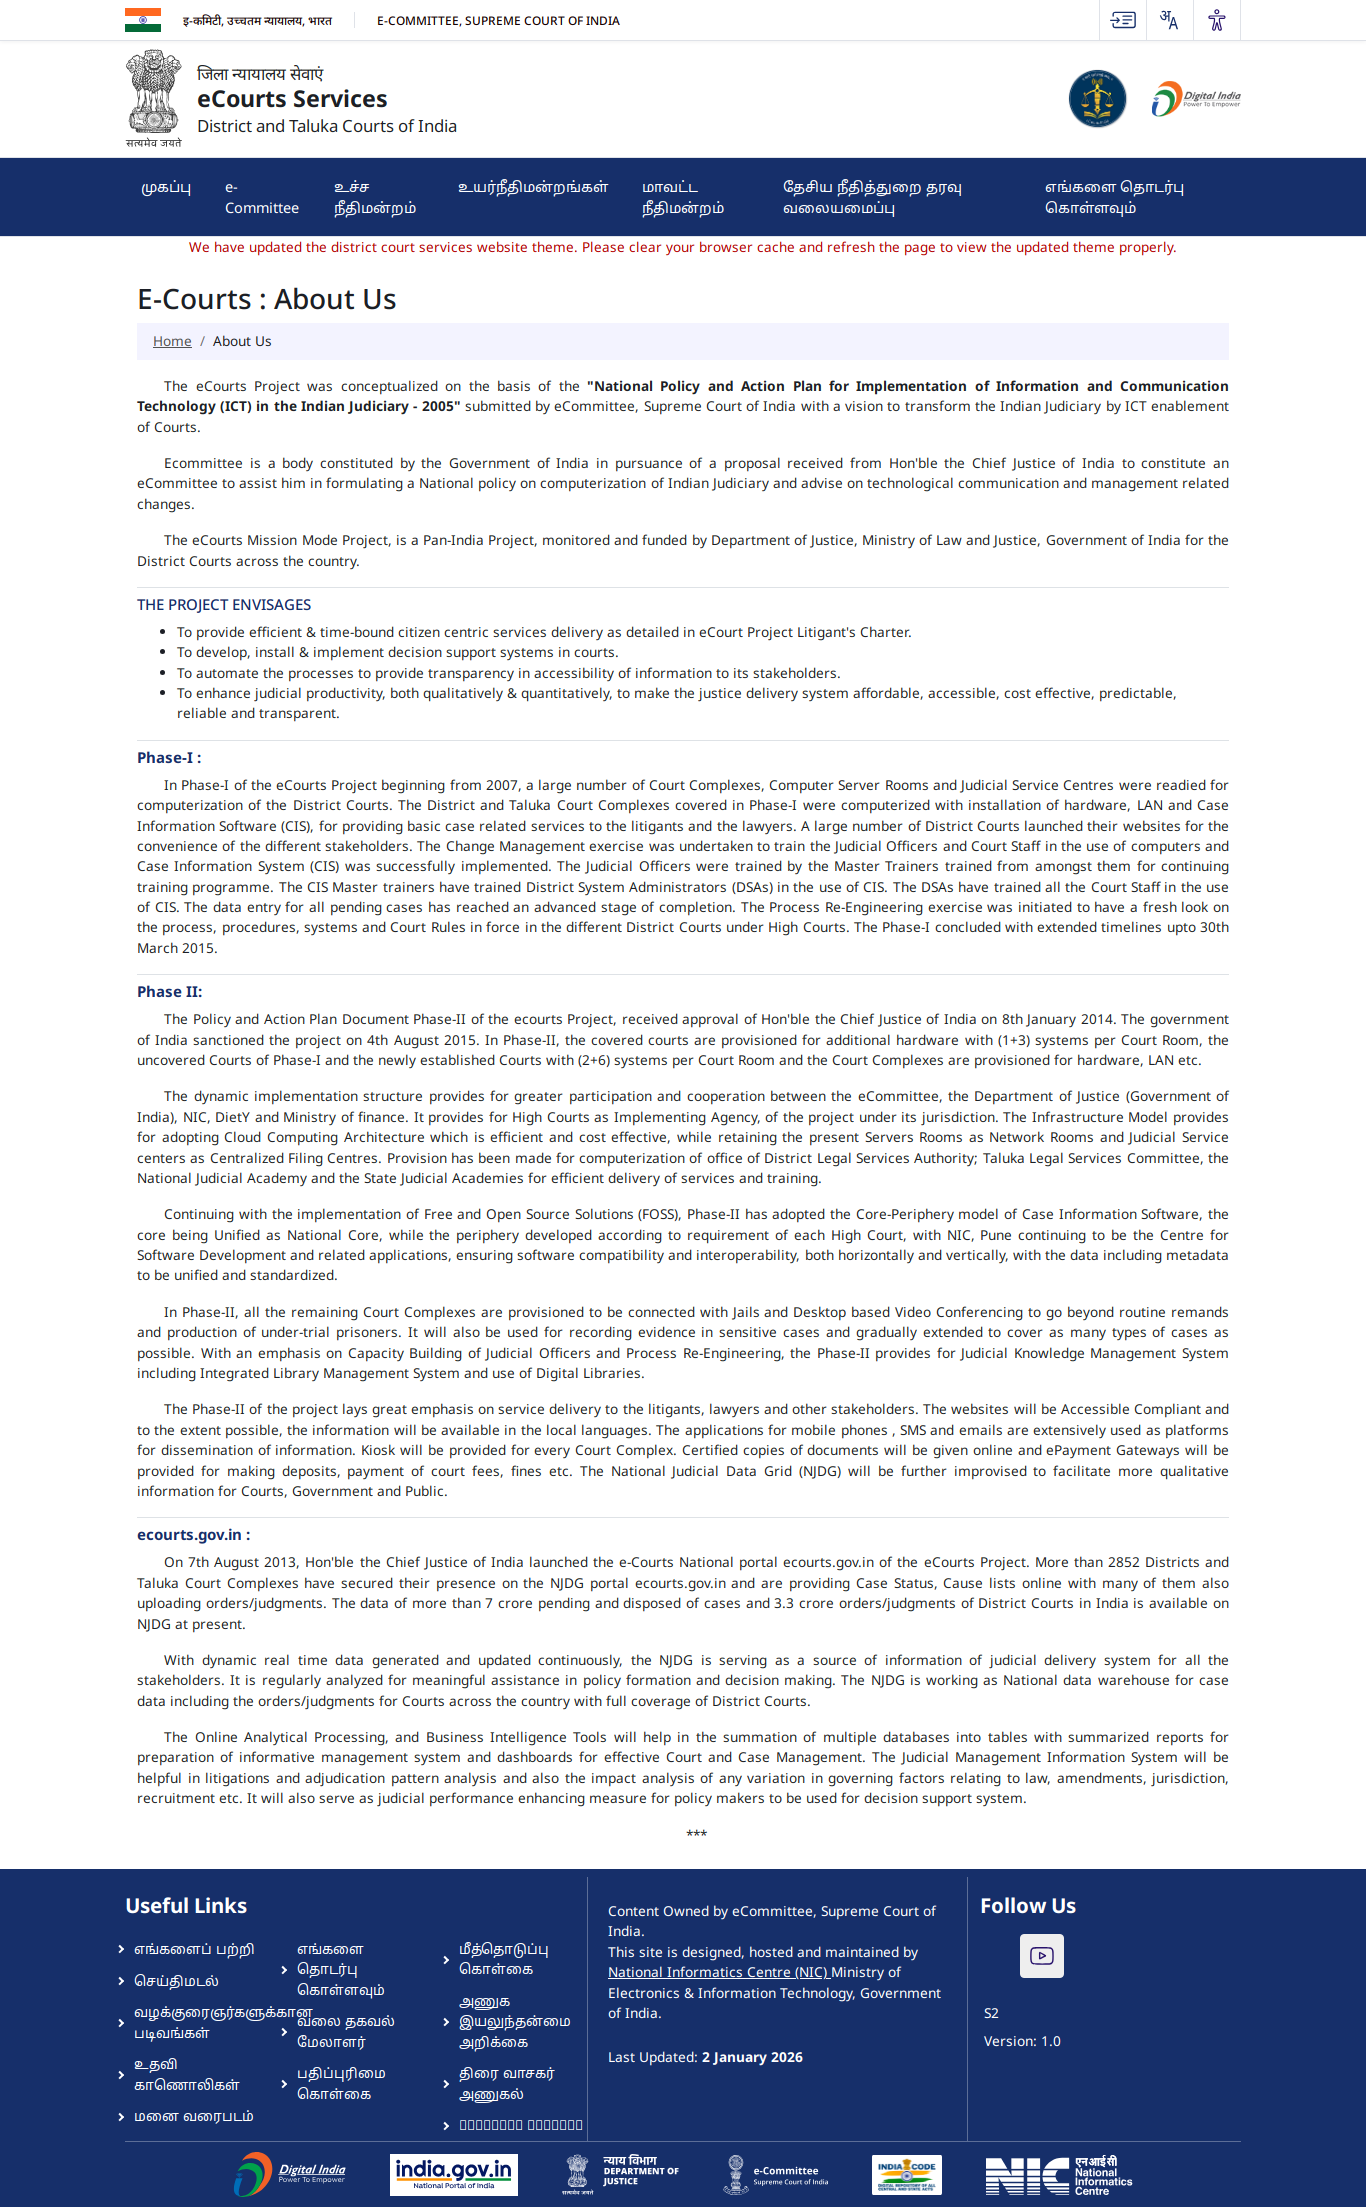 इ-कमिटी, उच्चतम न्यायालय, भारत
E-COMMITTEE, SUPREME COURT OF INDIA
अ
A
सत्यमेव जयते
जिला न्यायालय सेवाएं
eCourts Services
District and Taluka Courts of India
Digital India
Power To Empower
முகப்பு
e-
Committee
உச்ச
நீதிமன்றம்
உயர்நீதிமன்றங்கள்
மாவட்ட
நீதிமன்றம்
தேசிய நீதித்துறை தரவு
வலையமைப்பு
எங்களை தொடர்பு
கொள்ளவும்
We have updated the district court services website theme. Please clear your browser cache and refresh the page to view the updated theme properly.
E-Courts : About Us
Home / About Us
The eCourts Project was conceptualized on the basis of the "National Policy and Action Plan for Implementation of Information and Communication
Technology (ICT) in the Indian Judiciary - 2005" submitted by eCommittee, Supreme Court of India with a vision to transform the Indian Judiciary by ICT enablement
of Courts.
Ecommittee is a body constituted by the Government of India in pursuance of a proposal received from Hon'ble the Chief Justice of India to constitute an
eCommittee to assist him in formulating a National policy on computerization of Indian Judiciary and advise on technological communication and management related
changes.
The eCourts Mission Mode Project, is a Pan-India Project, monitored and funded by Department of Justice, Ministry of Law and Justice, Government of India for the
District Courts across the country.
THE PROJECT ENVISAGES
• To provide efficient & time-bound citizen centric services delivery as detailed in eCourt Project Litigant's Charter.
• To develop, install & implement decision support systems in courts.
• To automate the processes to provide transparency in accessibility of information to its stakeholders.
• To enhance judicial productivity, both qualitatively & quantitatively, to make the justice delivery system affordable, accessible, cost effective, predictable,
reliable and transparent.
Phase-I :
In Phase-I of the eCourts Project beginning from 2007, a large number of Court Complexes, Computer Server Rooms and Judicial Service Centres were readied for
computerization of the District Courts. The District and Taluka Court Complexes covered in Phase-I were computerized with installation of hardware, LAN and Case
Information Software (CIS), for providing basic case related services to the litigants and the lawyers. A large number of District Courts launched their websites for the
convenience of the different stakeholders. The Change Management exercise was undertaken to train the Judicial Officers and Court Staff in the use of computers and
Case Information System (CIS) was successfully implemented. The Judicial Officers were trained by the Master Trainers trained from amongst them for continuing
training programme. The CIS Master trainers have trained District System Administrators (DSAs) in the use of CIS. The DSAs have trained all the Court Staff in the use
of CIS. The data entry for all pending cases has reached an advanced stage of completion. The Process Re-Engineering exercise was initiated to have a fresh look on
the process, procedures, systems and Court Rules in force in the different District Courts under High Courts. The Phase-I concluded with extended timelines upto 30th
March 2015.
Phase II:
The Policy and Action Plan Document Phase-II of the ecourts Project, received approval of Hon'ble the Chief Justice of India on 8th January 2014. The government
of India sanctioned the project on 4th August 2015. In Phase-II, the covered courts are provisioned for additional hardware with (1+3) systems per Court Room, the
uncovered Courts of Phase-I and the newly established Courts with (2+6) systems per Court Room and the Court Complexes are provisioned for hardware, LAN etc.
The dynamic implementation structure provides for greater participation and cooperation between the eCommittee, the Department of Justice (Government of
India), NIC, DietY and Ministry of finance. It provides for High Courts as Implementing Agency, of the project under its jurisdiction. The Infrastructure Model provides
for adopting Cloud Computing Architecture which is efficient and cost effective, while retaining the present Servers Rooms as Network Rooms and Judicial Service
centers as Centralized Filing Centres. Provision has been made for computerization of office of District Legal Services Authority; Taluka Legal Services Committee, the
National Judicial Academy and the State Judicial Academies for efficient delivery of services and training.
Continuing with the implementation of Free and Open Source Solutions (FOSS), Phase-II has adopted the Core-Periphery model of Case Information Software, the
core being Unified as National Core, while the periphery developed according to requirement of each High Court, with NIC, Pune continuing to be the Centre for
Software Development and related applications, ensuring software compatibility and interoperability, both horizontally and vertically, with the data including metadata
to be unified and standardized.
In Phase-II, all the remaining Court Complexes are provisioned to be connected with Jails and Desktop based Video Conferencing to go beyond routine remands
and production of under-trial prisoners. It will also be used for recording evidence in sensitive cases and gradually extended to cover as many types of cases as
possible. With an emphasis on Capacity Building of Judicial Officers and Process Re-Engineering, the Phase-II provides for Judicial Knowledge Management System
including Integrated Library Management System and use of Digital Libraries.
The Phase-II of the project lays great emphasis on service delivery to the litigants, lawyers and other stakeholders. The websites will be Accessible Compliant and
to the extent possible, the information will be available in the local languages. The applications for mobile phones , SMS and emails are extensively used as platforms
for dissemination of information. Kiosk will be provided for every Court Complex. Certified copies of documents will be given online and ePayment Gateways will be
provided for making deposits, payment of court fees, fines etc. The National Judicial Data Grid (NJDG) will be further improvised to facilitate more qualitative
information for Courts, Government and Public.
ecourts.gov.in :
On 7th August 2013, Hon'ble the Chief Justice of India launched the e-Courts National portal ecourts.gov.in of the eCourts Project. More than 2852 Districts and
Taluka Court Complexes have secured their presence on the NJDG portal ecourts.gov.in and are providing Case Status, Cause lists online with many of them also
uploading orders/judgments. The data of more than 7 crore pending and disposed of cases and 3.3 crore orders/judgments of District Courts in India is available on
NJDG at present.
With dynamic real time data generated and updated continuously, the NJDG is serving as a source of information of judicial delivery system for all the
stakeholders. It is regularly analyzed for meaningful assistance in policy formation and decision making. The NJDG is working as National data warehouse for case
data including the orders/judgments for Courts across the country with full coverage of District Courts.
The Online Analytical Processing, and Business Intelligence Tools will help in the summation of multiple databases into tables with summarized reports for
preparation of informative management system and dashboards for effective Court and Case Management. The Judicial Management Information System will be
helpful in litigations and adjudication pattern analysis and also the impact analysis of any variation in governing factors relating to law, amendments, jurisdiction,
recruitment etc. It will also serve as judicial performance enhancing measure for policy makers to be used for decision support system.
***
Useful Links
எங்களைப் பற்றி
செய்திமடல்
வழக்குரைஞர்களுக்கான
படிவங்கள்
உதவி
காணொலிகள்
மனை வரைபடம்
எங்களை
தொடர்பு
கொள்ளவும்
வலை தகவல்
மேலாளர்
பதிப்புரிமை
கொள்கை
மீத்தொடுப்பு
கொள்கை
அணுக
இயலுந்தன்மை
அறிக்கை
திரை வாசகர்
அணுகல்
Content Owned by eCommittee, Supreme Court of
India.
This site is designed, hosted and maintained by
National Informatics Centre (NIC) Ministry of
Electronics & Information Technology, Government
of India.
Last Updated: 2 January 2026
Follow Us
S2
Version: 1.0
Digital India
Power To Empower
india.gov.in
National Portal of India
सत्यमेव जयते
न्याय विभाग
DEPARTMENT OF
JUSTICE
e-Committee
Supreme Court of India
INDIA CODE
NIC
एनआईसी
National
Informatics
Centre